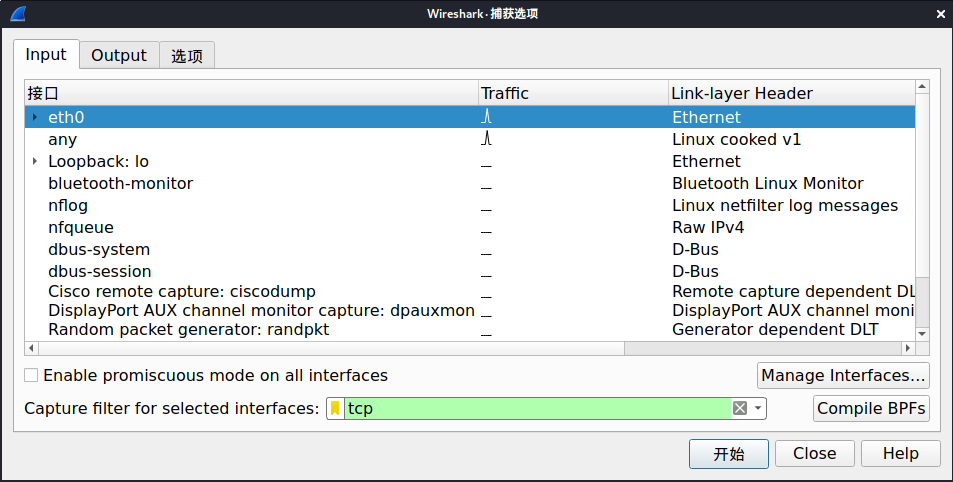 Wireshark·捕获选项
Input Output 选项
接口 Traffic Link-layer Header
eth0 Ethernet
any Linux cooked v1
Loopback: lo Ethernet
bluetooth-monitor Bluetooth Linux Monitor
nflog Linux netfilter log messages
nfqueue Raw IPv4
dbus-system D-Bus
dbus-session D-Bus
Cisco remote capture: ciscodump Remote capture dependent DL
DisplayPort AUX channel monitor capture: dpauxmon DisplayPort AUX channel moni
Random packet generator: randpkt Generator dependent DLT
Enable promiscuous mode on all interfaces Manage Interfaces...
Capture filter for selected interfaces: tcp Compile BPFs
开始 Close Help